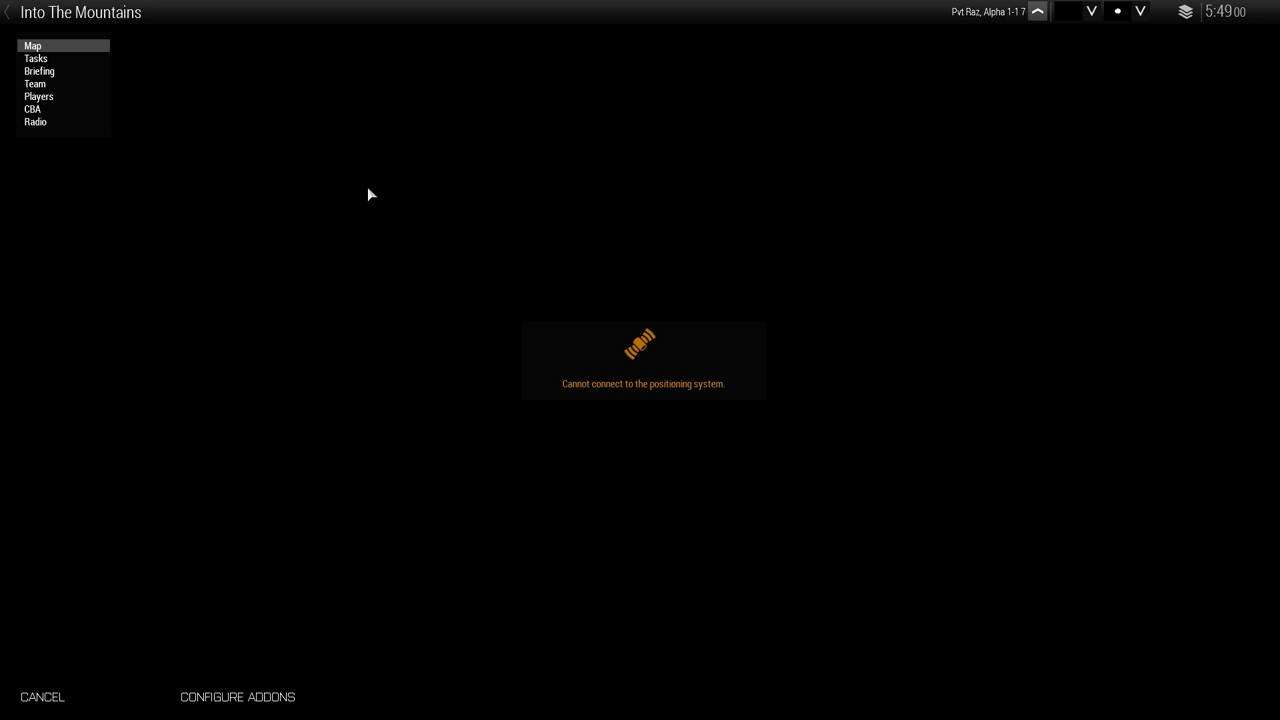 Into The Mountains
Pvt Raz, Alpha 1-1 7
5:49 00
Map
Tasks
Briefing
Team
Players
CBA
Radio
Cannot connect to the positioning system.
CANCEL
CONFIGURE ADDONS